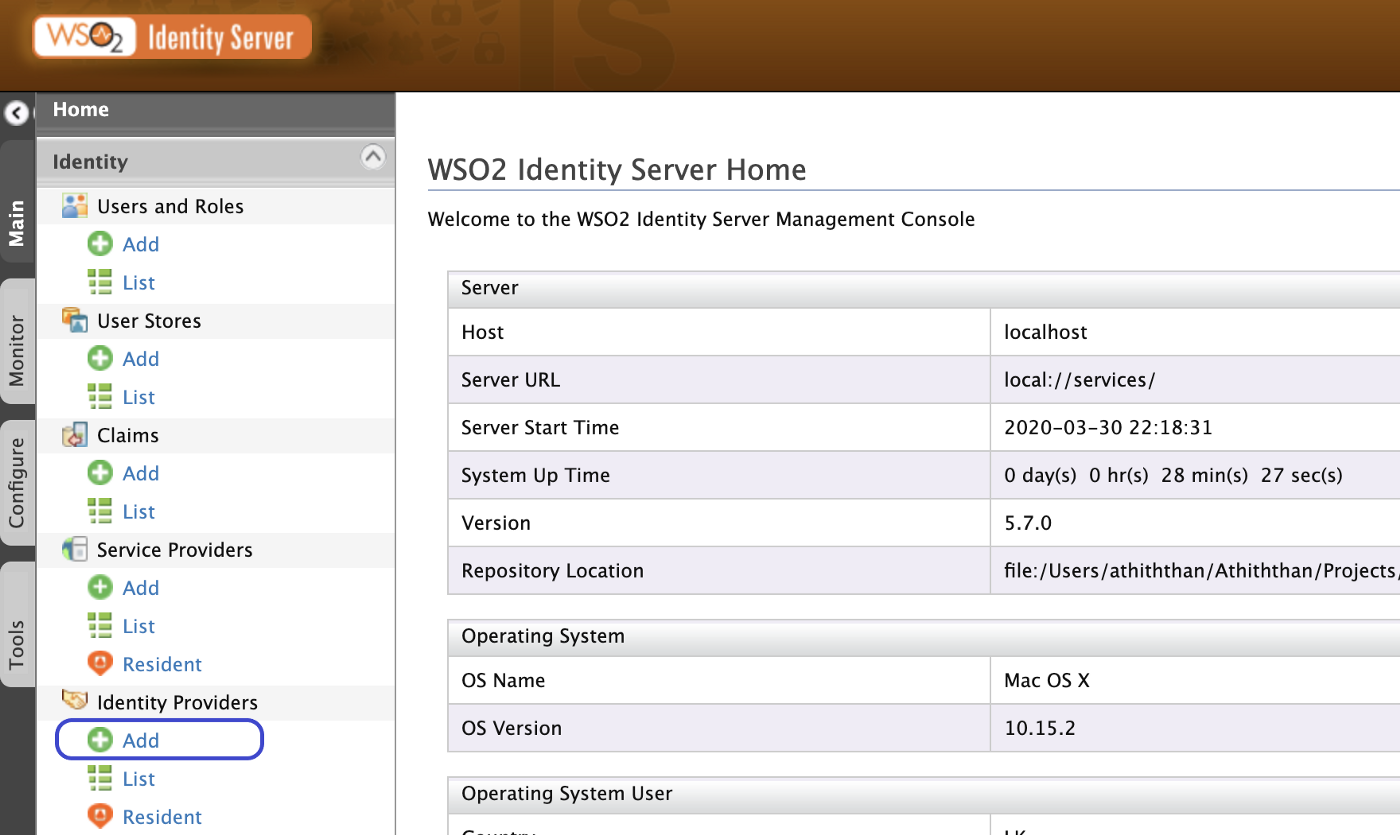 WSO2 Identity Server
Home
Identity
Users and Roles
Add
List
User Stores
Add
List
Claims
Add
List
Service Providers
Add
List
Resident
Identity Providers
Add
List
Resident
Main
Monitor
Configure
Tools
WSO2 Identity Server Home
Welcome to the WSO2 Identity Server Management Console
Server
Host localhost
Server URL local://services/
Server Start Time 2020-03-30 22:18:31
System Up Time 0 day(s) 0 hr(s) 28 min(s) 27 sec(s)
Version 5.7.0
Repository Location file:/Users/athiththan/Athiththan/Projects/
Operating System
OS Name Mac OS X
OS Version 10.15.2
Operating System User